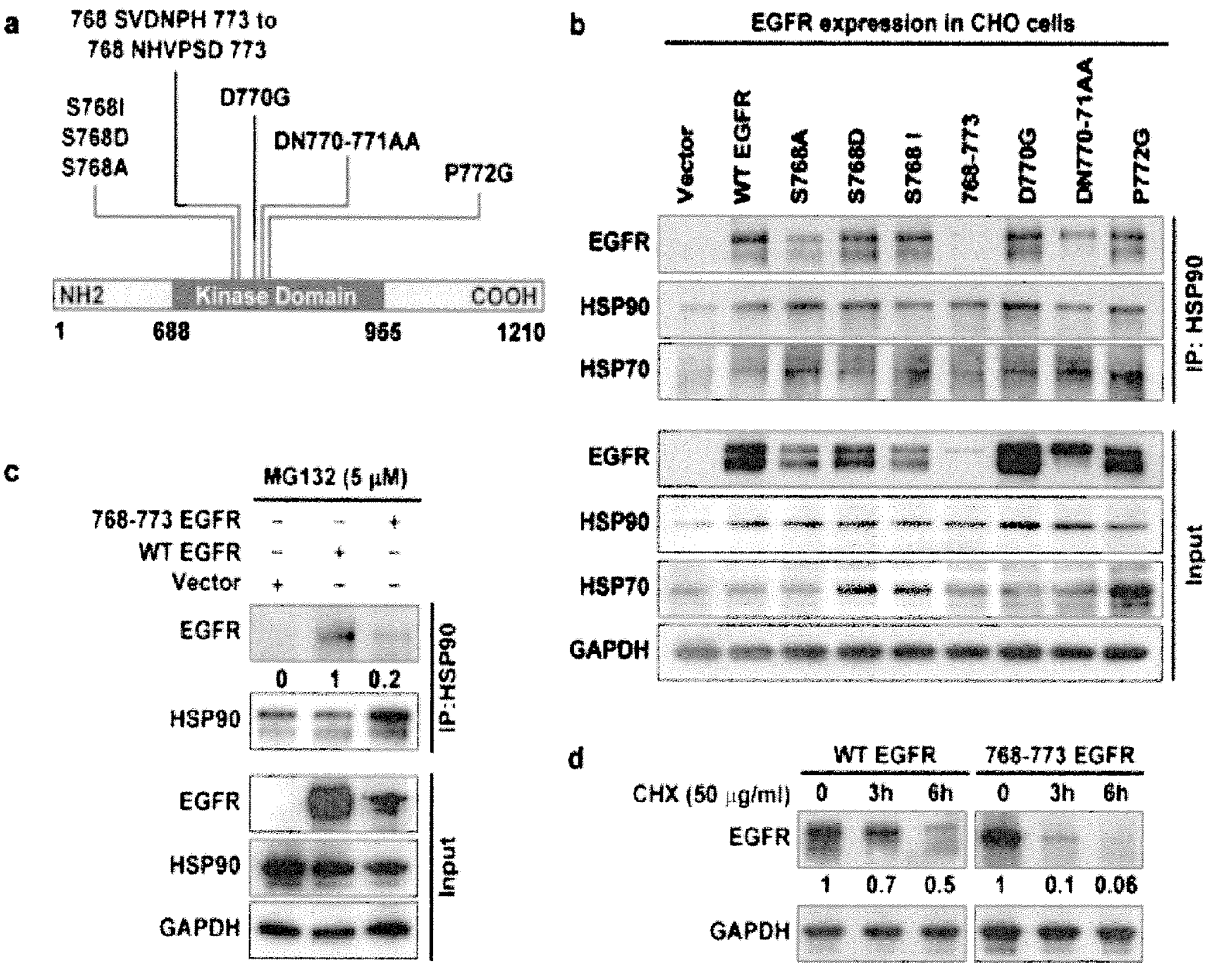 a
768 SVDNPH 773 to
768 NHVPSD 773
S768I
S768D
S768A
D770G
DN770-771AA
P772G
NH2
Kinase Domain
COOH
1
688
955
1210
b
EGFR expression in CHO cells
Vector
WT EGFR
S768A
S768D
S768 I
768-773
D770G
DN770-71AA
P772G
EGFR
HSP90
HSP70
IP: HSP90
EGFR
HSP90
HSP70
GAPDH
Input
c
MG132 (5 µM)
768-773 EGFR - - +
WT EGFR - + -
Vector + - -
EGFR
0 1 0.2
HSP90
IP:HSP90
EGFR
HSP90
GAPDH
Input
d
WT EGFR 768-773 EGFR
CHX (50 µg/ml) 0 3h 6h 0 3h 6h
EGFR
1 0.7 0.5 1 0.1 0.06
GAPDH